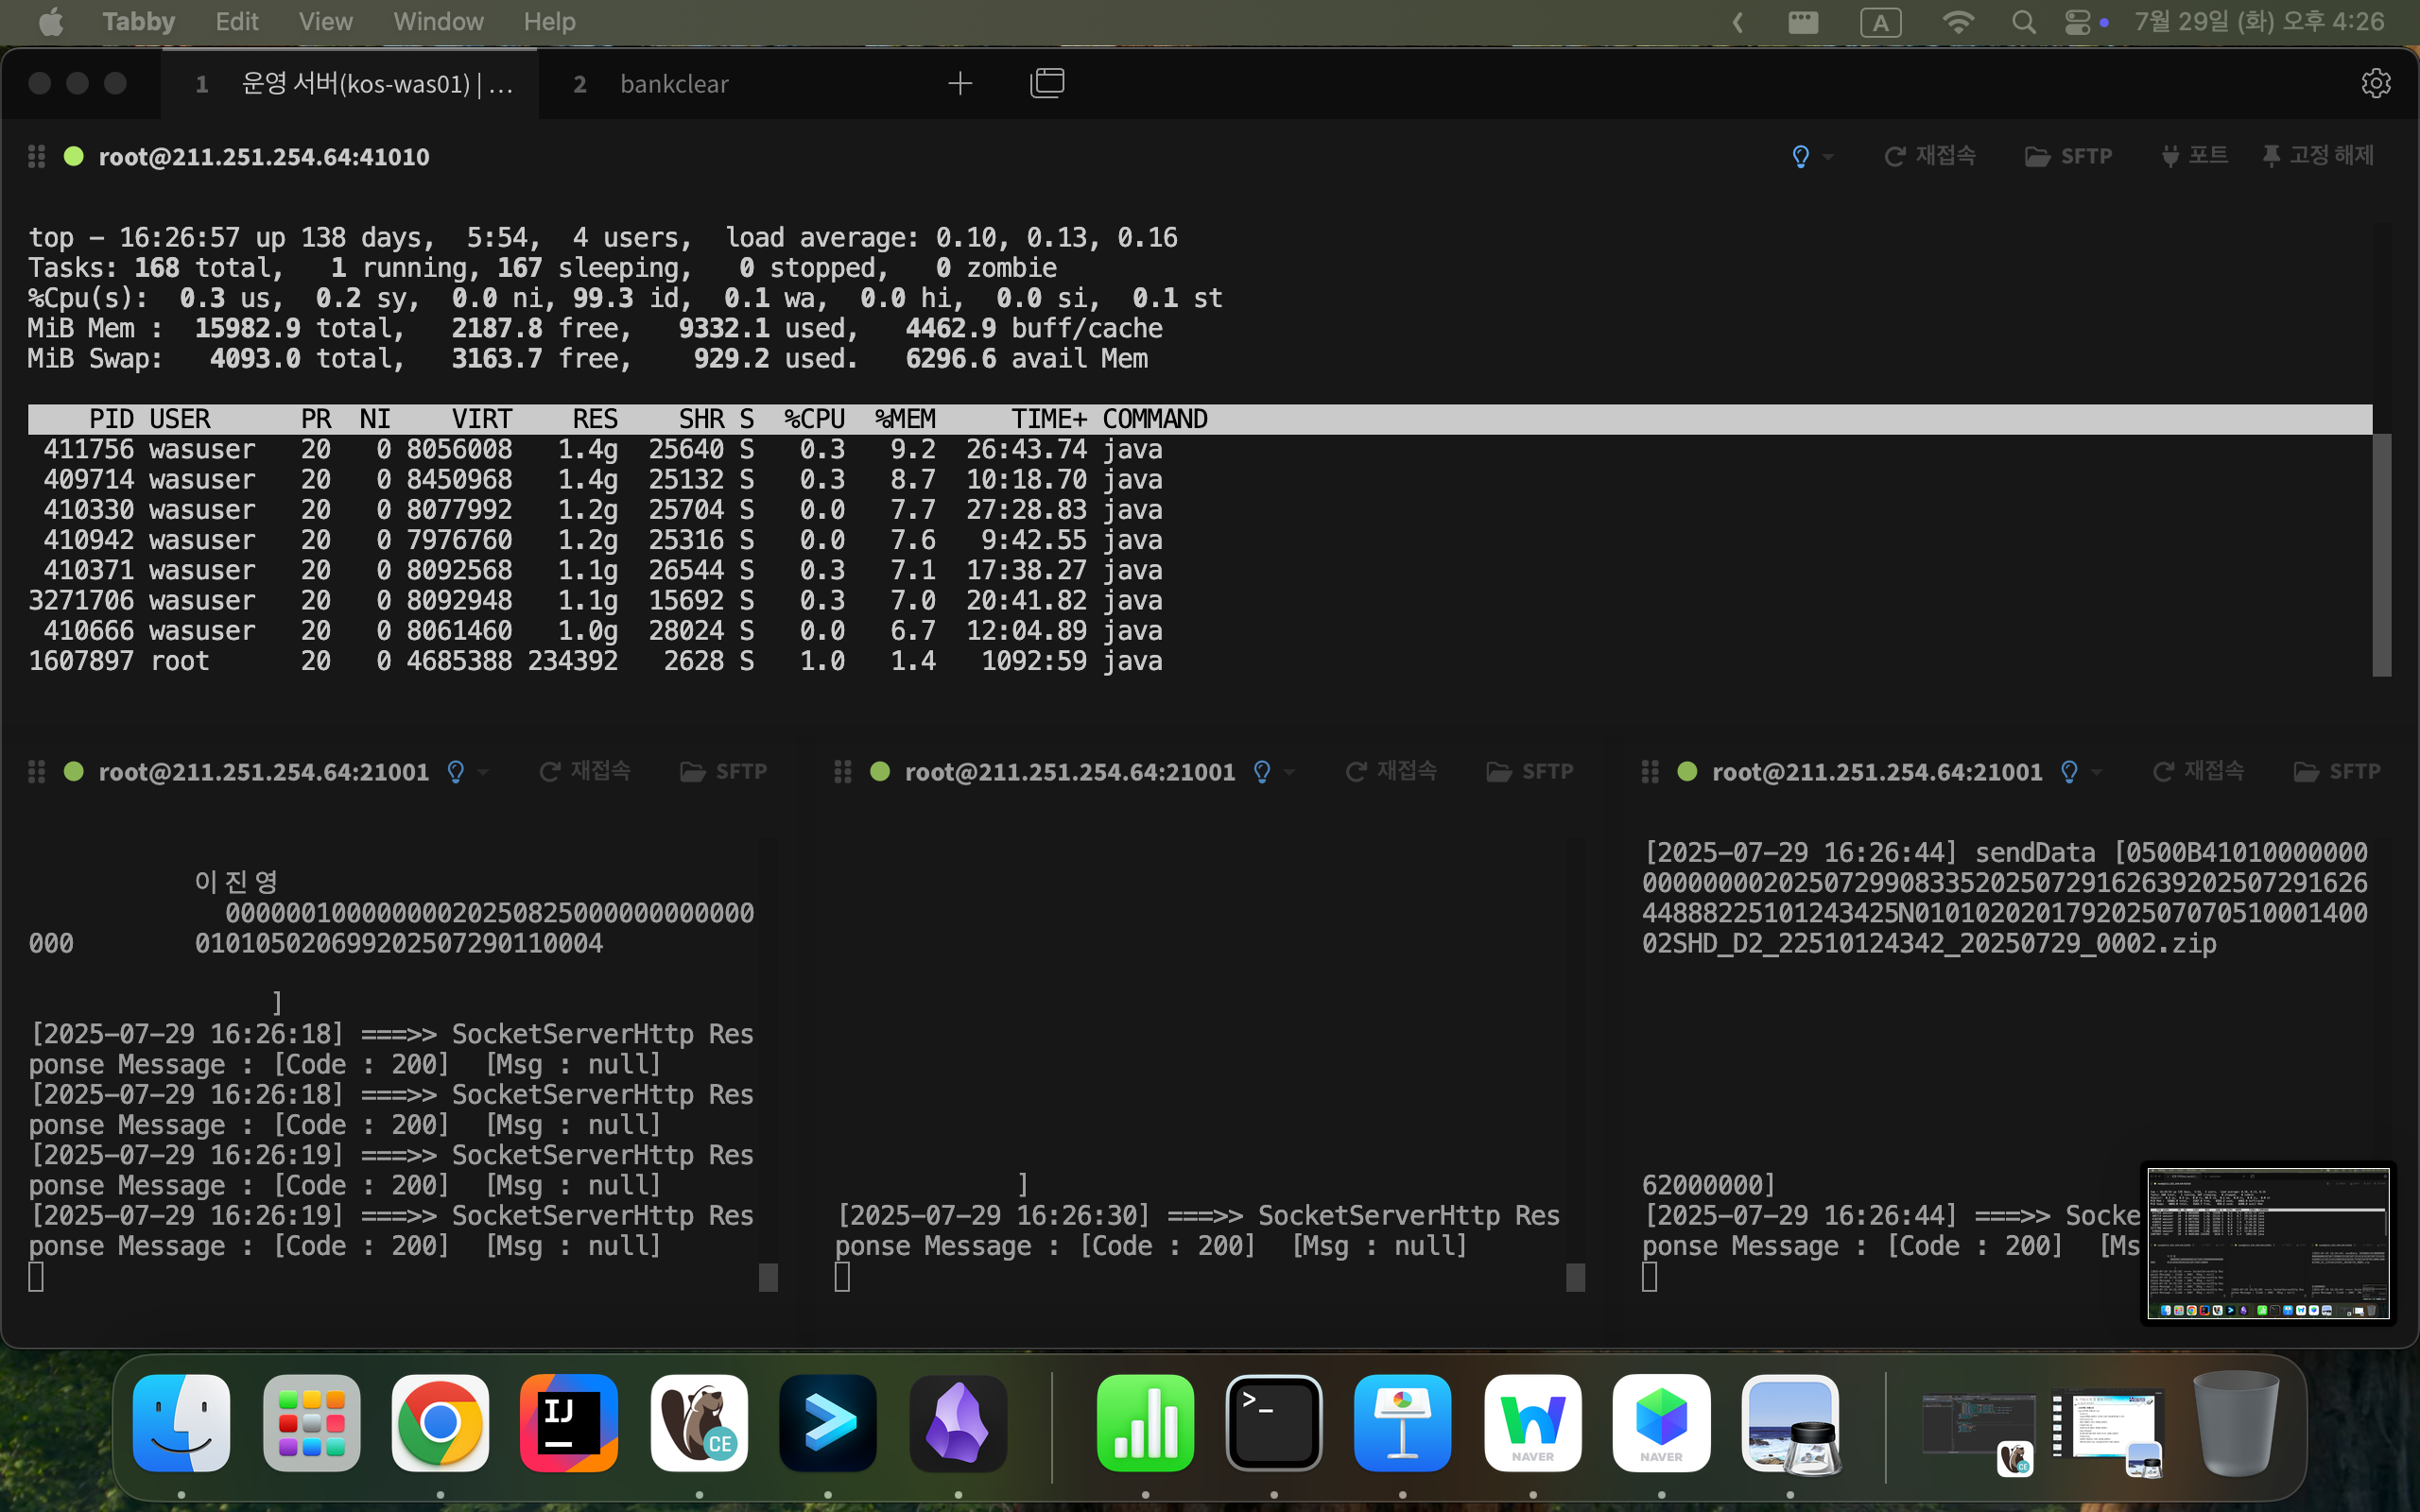 Tabby Edit View Window Help A 7월 29일 (화) 오후 4:26
1 운영 서버(kos-was01) | … 2 bankclear
root@211.251.254.64:41010 재접속 SFTP 포트 고정 해제
top – 16:26:57 up 138 days,  5:54,  4 users,  load average: 0.10, 0.13, 0.16
Tasks: 168 total,   1 running, 167 sleeping,   0 stopped,   0 zombie
%Cpu(s):  0.3 us,  0.2 sy,  0.0 ni, 99.3 id,  0.1 wa,  0.0 hi,  0.0 si,  0.1 st
MiB Mem :  15982.9 total,   2187.8 free,   9332.1 used,   4462.9 buff/cache
MiB Swap:   4093.0 total,   3163.7 free,    929.2 used.   6296.6 avail Mem
PID USER      PR  NI    VIRT    RES    SHR S  %CPU  %MEM     TIME+ COMMAND
411756 wasuser   20   0 8056008   1.4g  25640 S   0.3   9.2  26:43.74 java
409714 wasuser   20   0 8450968   1.4g  25132 S   0.3   8.7  10:18.70 java
410330 wasuser   20   0 8077992   1.2g  25704 S   0.0   7.7  27:28.83 java
410942 wasuser   20   0 7976760   1.2g  25316 S   0.0   7.6   9:42.55 java
410371 wasuser   20   0 8092568   1.1g  26544 S   0.3   7.1  17:38.27 java
3271706 wasuser   20   0 8092948   1.1g  15692 S   0.3   7.0  20:41.82 java
410666 wasuser   20   0 8061460   1.0g  28024 S   0.0   6.7  12:04.89 java
1607897 root      20   0 4685388 234392   2628 S   1.0   1.4   1092:59 java
root@211.251.254.64:21001 재접속 SFTP
이진영
00000010000000020250825000000000000
000        010105020699202507290110004
]
[2025-07-29 16:26:18] ===>> SocketServerHttp Res
ponse Message : [Code : 200]  [Msg : null]
[2025-07-29 16:26:18] ===>> SocketServerHttp Res
ponse Message : [Code : 200]  [Msg : null]
[2025-07-29 16:26:19] ===>> SocketServerHttp Res
ponse Message : [Code : 200]  [Msg : null]
[2025-07-29 16:26:19] ===>> SocketServerHttp Res
ponse Message : [Code : 200]  [Msg : null]
root@211.251.254.64:21001 재접속 SFTP
]
[2025-07-29 16:26:30] ===>> SocketServerHttp Res
ponse Message : [Code : 200]  [Msg : null]
root@211.251.254.64:21001 재접속 SFTP
[2025-07-29 16:26:44] sendData [0500B41010000000
000000000202507299083352025072916263920250729​1626
44888225101243425N010102020179202507070510001400
02SHD_D2_22510124342_20250729_0002.zip
62000000]
[2025-07-29 16:26:44] ===>> Socke
ponse Message : [Code : 200]  [Ms
IJ
CE
>_
NAVER
NAVER
CE